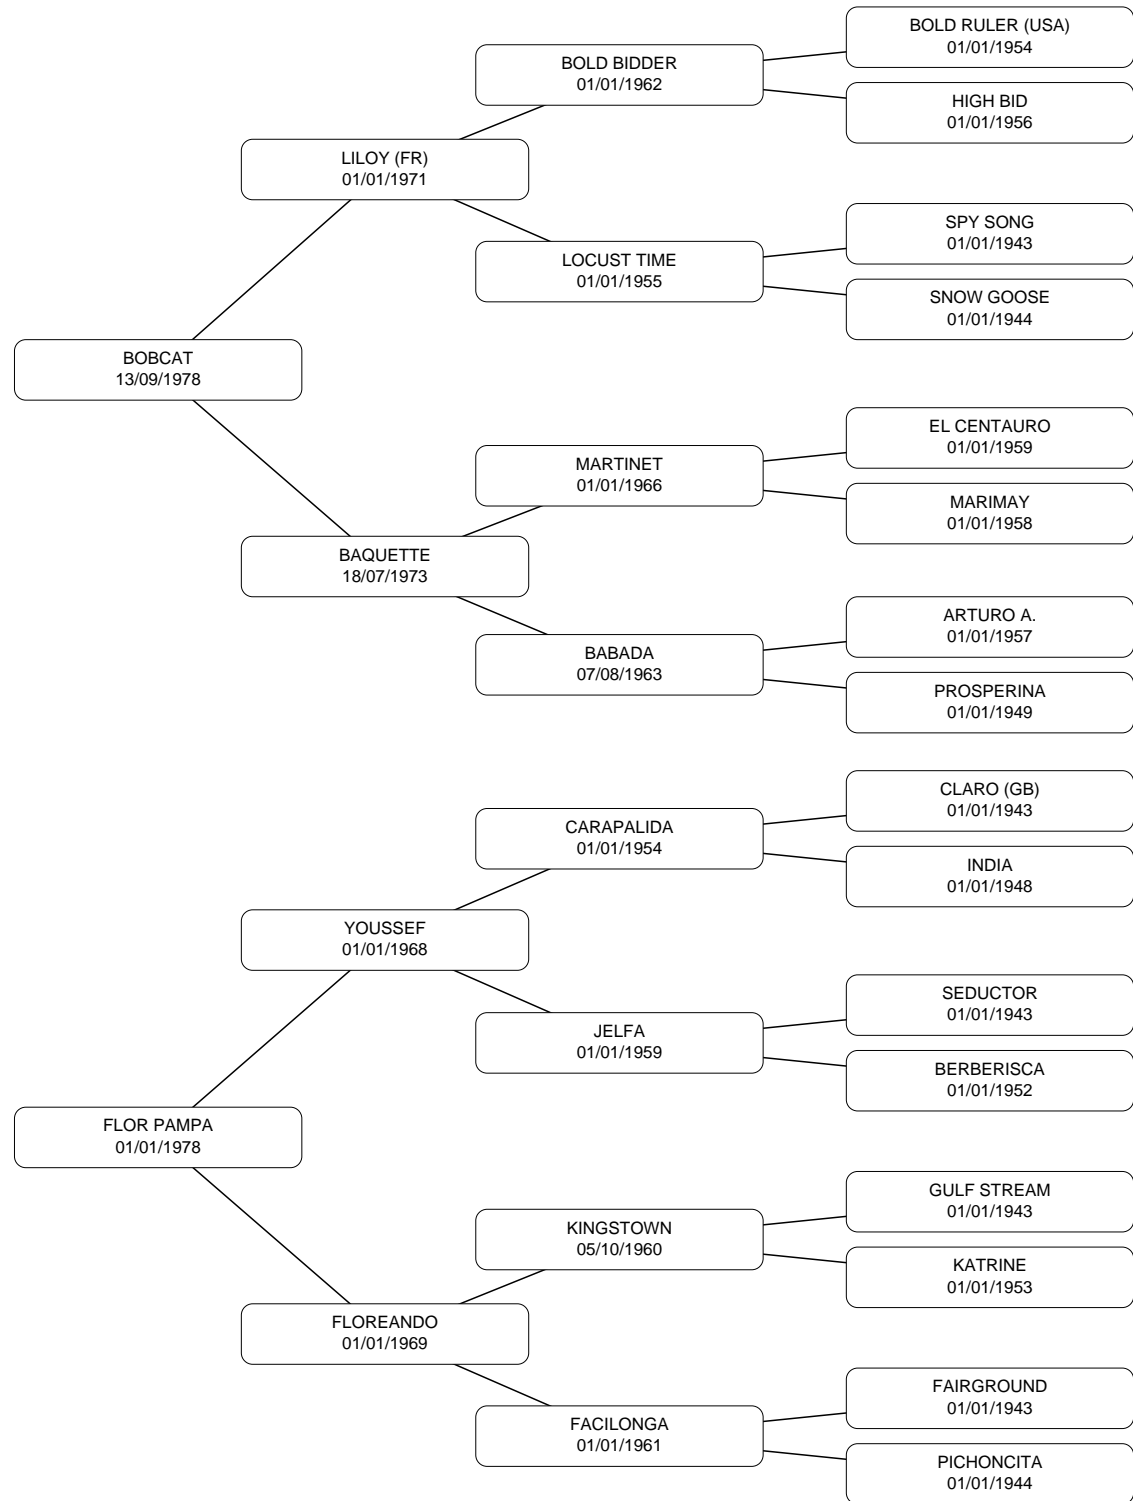 BOLD RULER (USA)
01/01/1954
BOLD BIDDER
01/01/1962
HIGH BID
01/01/1956
LILOY (FR)
01/01/1971
SPY SONG
01/01/1943
LOCUST TIME
01/01/1955
SNOW GOOSE
01/01/1944
BOBCAT
13/09/1978
EL CENTAURO
01/01/1959
MARTINET
01/01/1966
MARIMAY
01/01/1958
BAQUETTE
18/07/1973
ARTURO A.
01/01/1957
BABADA
07/08/1963
PROSPERINA
01/01/1949
CLARO (GB)
01/01/1943
CARAPALIDA
01/01/1954
INDIA
01/01/1948
YOUSSEF
01/01/1968
SEDUCTOR
01/01/1943
JELFA
01/01/1959
BERBERISCA
01/01/1952
FLOR PAMPA
01/01/1978
GULF STREAM
01/01/1943
KINGSTOWN
05/10/1960
KATRINE
01/01/1953
FLOREANDO
01/01/1969
FAIRGROUND
01/01/1943
FACILONGA
01/01/1961
PICHONCITA
01/01/1944